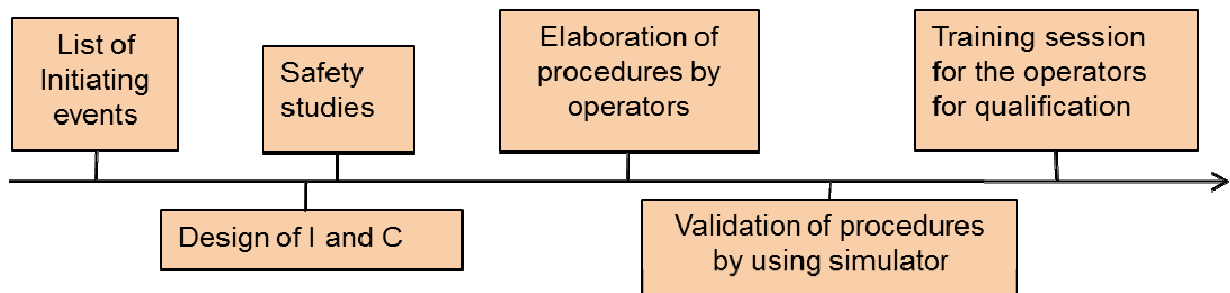 List of
Initiating
events
Safety
studies
Elaboration of
procedures by
operators
Training session
for the operators
for qualification
Design of I and C
Validation of procedures
by using simulator